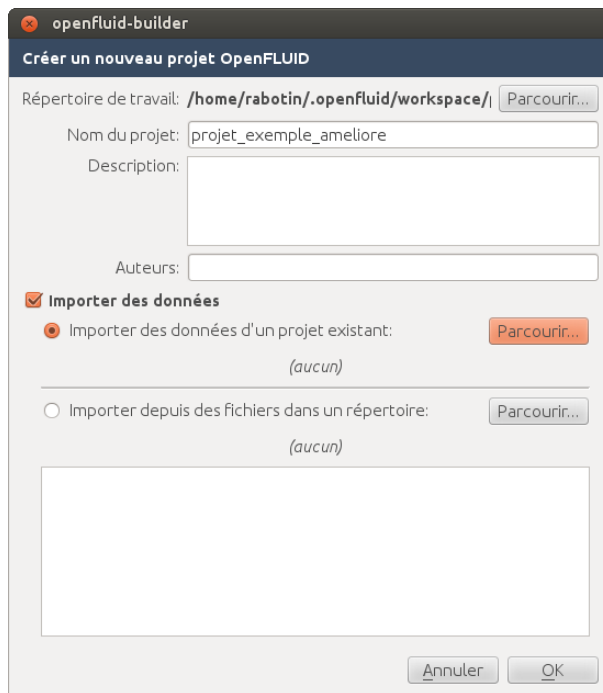 openfluid-builder
Créer un nouveau projet OpenFLUID
Répertoire de travail: /home/rabotin/.openfluid/workspace/ Parcourir...
Nom du projet: projet_exemple_ameliore
Description:
Auteurs:
Importer des données
Importer des données d'un projet existant: Parcourir...
(aucun)
Importer depuis des fichiers dans un répertoire: Parcourir...
(aucun)
Annuler OK